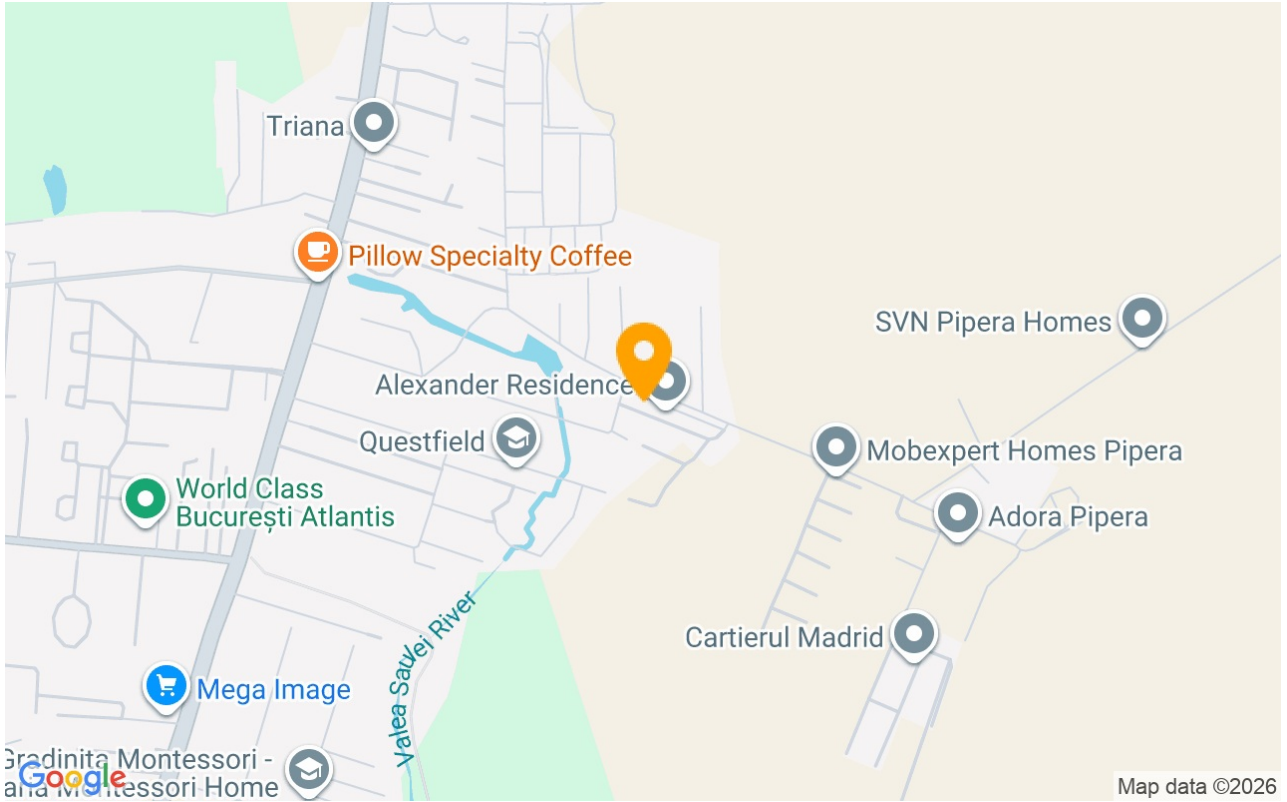 Triana
Pillow Specialty Coffee
SVN Pipera Homes
Alexander Residence
Questfield
Mobexpert Homes Pipera
World Class
București Atlantis
Adora Pipera
Cartierul Madrid
Valea Saulei River
Mega Image
Gradinita Montessori -
Montessori Home
Google
Map data ©2026